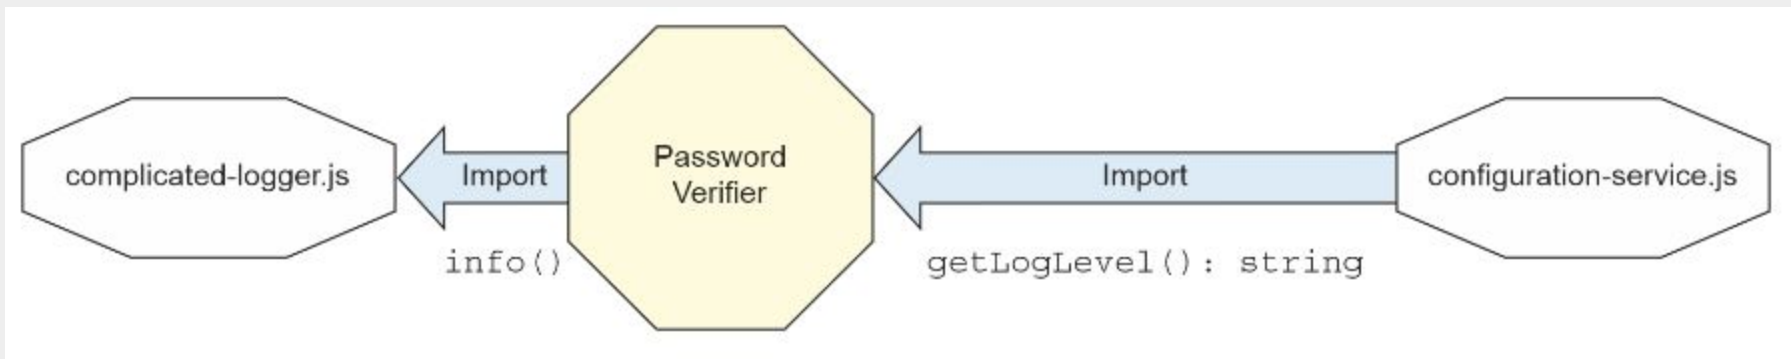 complicated-logger.js
Import
info()
Password
Verifier
Import
getLogLevel(): string
configuration-service.js